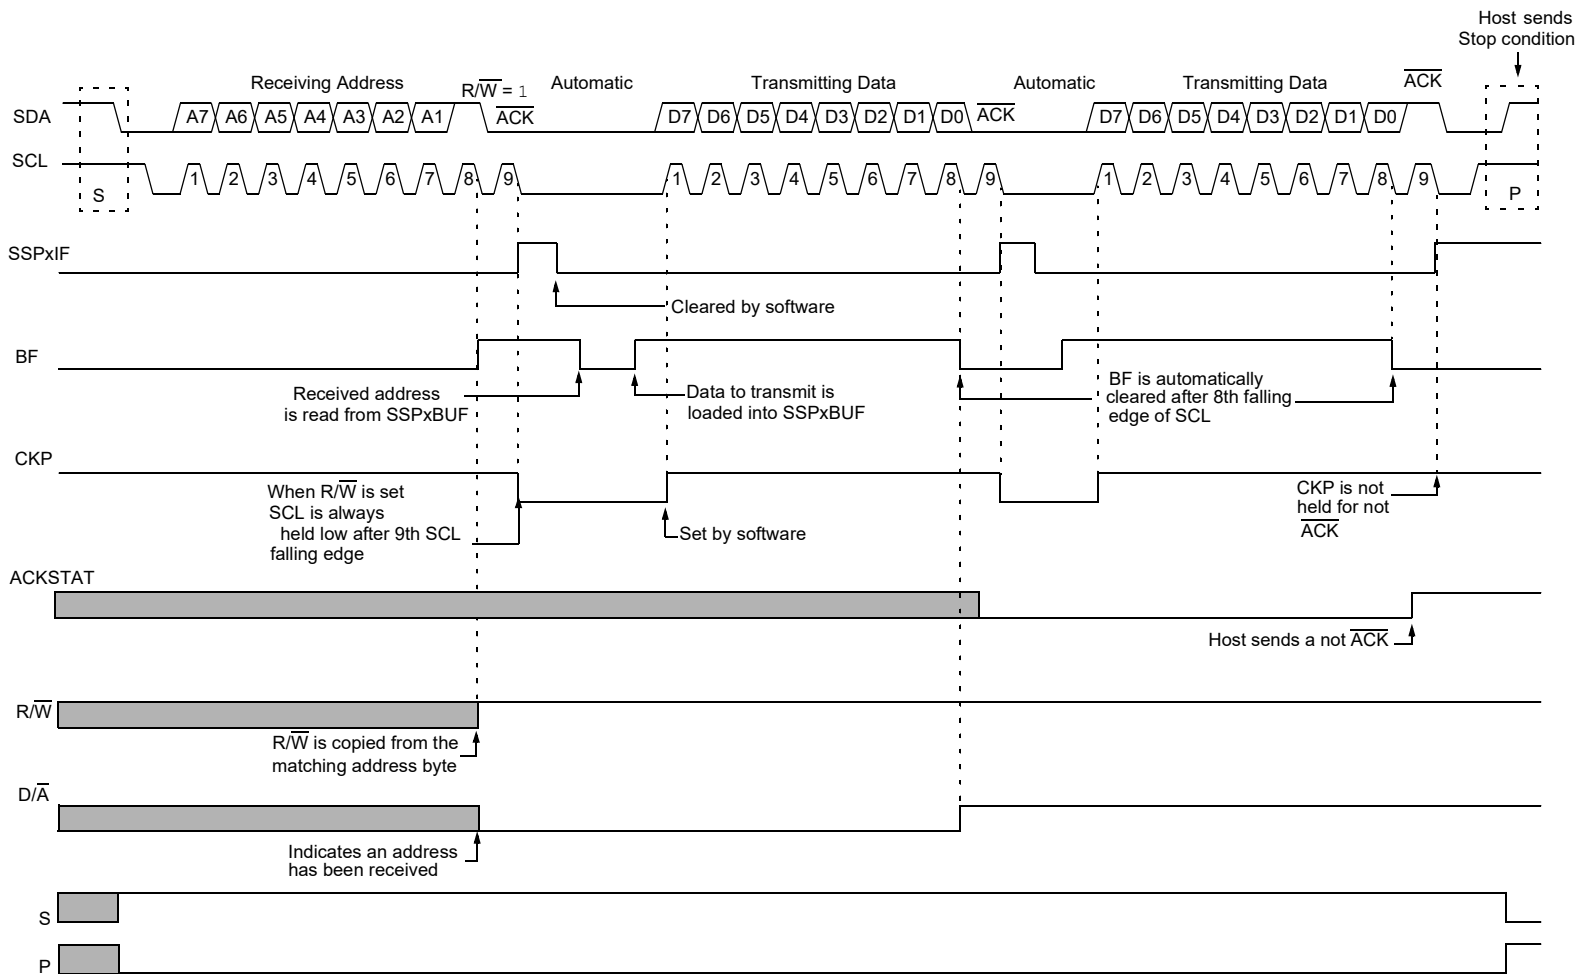 Host sends
Stop condition
Receiving Address
R/W̅ = 1
Automatic
Transmitting Data
Automatic
Transmitting Data
A̅C̅K̅
SDA
A7 A6 A5 A4 A3 A2 A1
A̅C̅K̅
D7 D6 D5 D4 D3 D2 D1 D0
A̅C̅K̅
D7 D6 D5 D4 D3 D2 D1 D0
SCL
S
1 2 3 4 5 6 7 8 9
1 2 3 4 5 6 7 8 9
1 2 3 4 5 6 7 8 9
P
SSPxIF
Cleared by software
BF
Received address
is read from SSPxBUF
Data to transmit is
loaded into SSPxBUF
BF is automatically
cleared after 8th falling
edge of SCL
CKP
When R/W̅ is set
SCL is always
held low after 9th SCL
falling edge
Set by software
CKP is not
held for not
A̅C̅K̅
ACKSTAT
Host sends a not A̅C̅K̅
R/W̅
R/W̅ is copied from the
matching address byte
D/A̅
Indicates an address
has been received
S
P